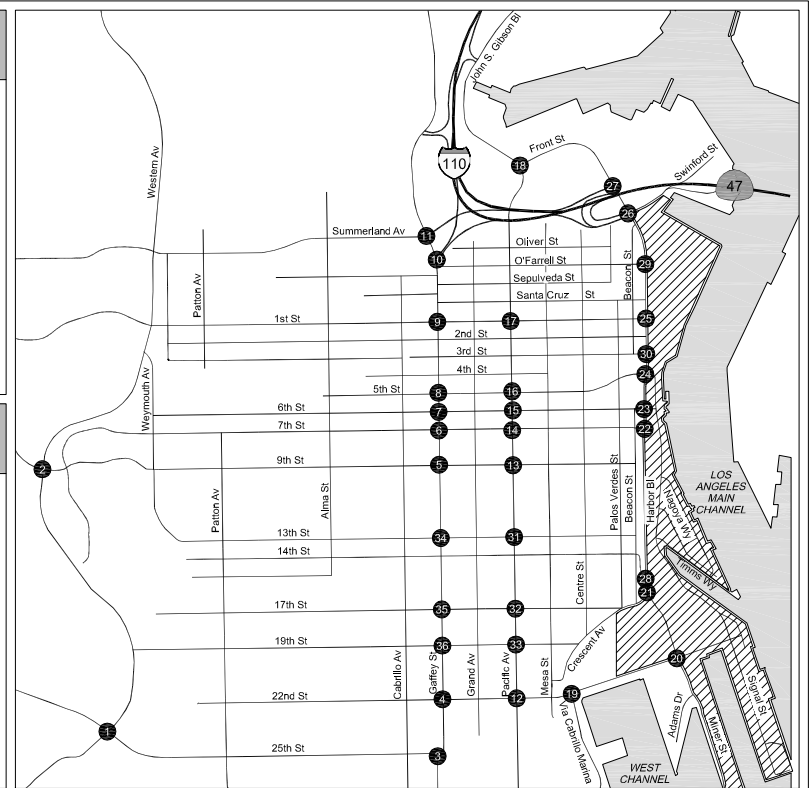 John S. Gibson Bl
Western Av
Front St
18
110
Swinford St
27
47
26
Summerland Av
11
Oliver St
10
O'Farrell St
29
Beacon St
Sepulveda St
Patton Av
Santa Cruz St
1st St
9
17
25
2nd St
3rd St
30
4th St
24
Weymouth Av
5th St
8
16
6th St
7
15
23
7th St
6
14
22
2
9th St
5
13
Patton Av
Alma St
Palos Verdes St
Beacon St
Harbor Bl
Nagoya Wy
LOS
ANGELES
MAIN
CHANNEL
13th St
34
31
14th St
Centre St
28
Timms Wy
21
17th St
35
32
19th St
36
33
Crescent Av
20
Cabrillo Av
Gaffey St
Grand Av
Pacific Av
Mesa St
22nd St
4
12
19
Via Cabrillo Marina
Adams Dr
Miner St
Signal St
1
25th St
3
WEST
CHANNEL